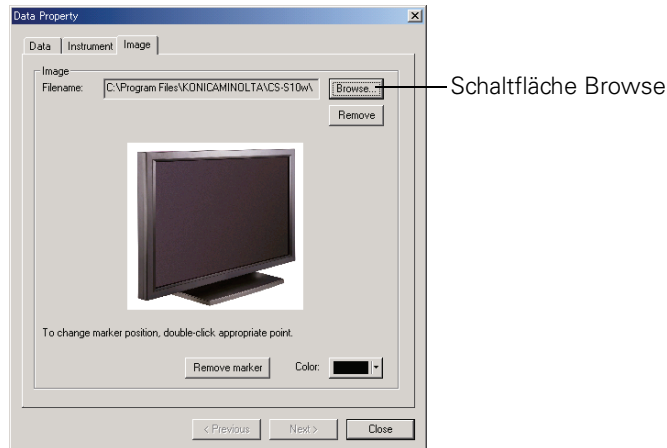 Data Property
Data Instrument Image
Image
Filename: C:\Program Files\KONICAMINOLTA\CS-S10w\ Browse... Schaltfläche Browse
Remove
To change marker position, double-click appropriate point.
Remove marker Color:
< Previous Next > Close